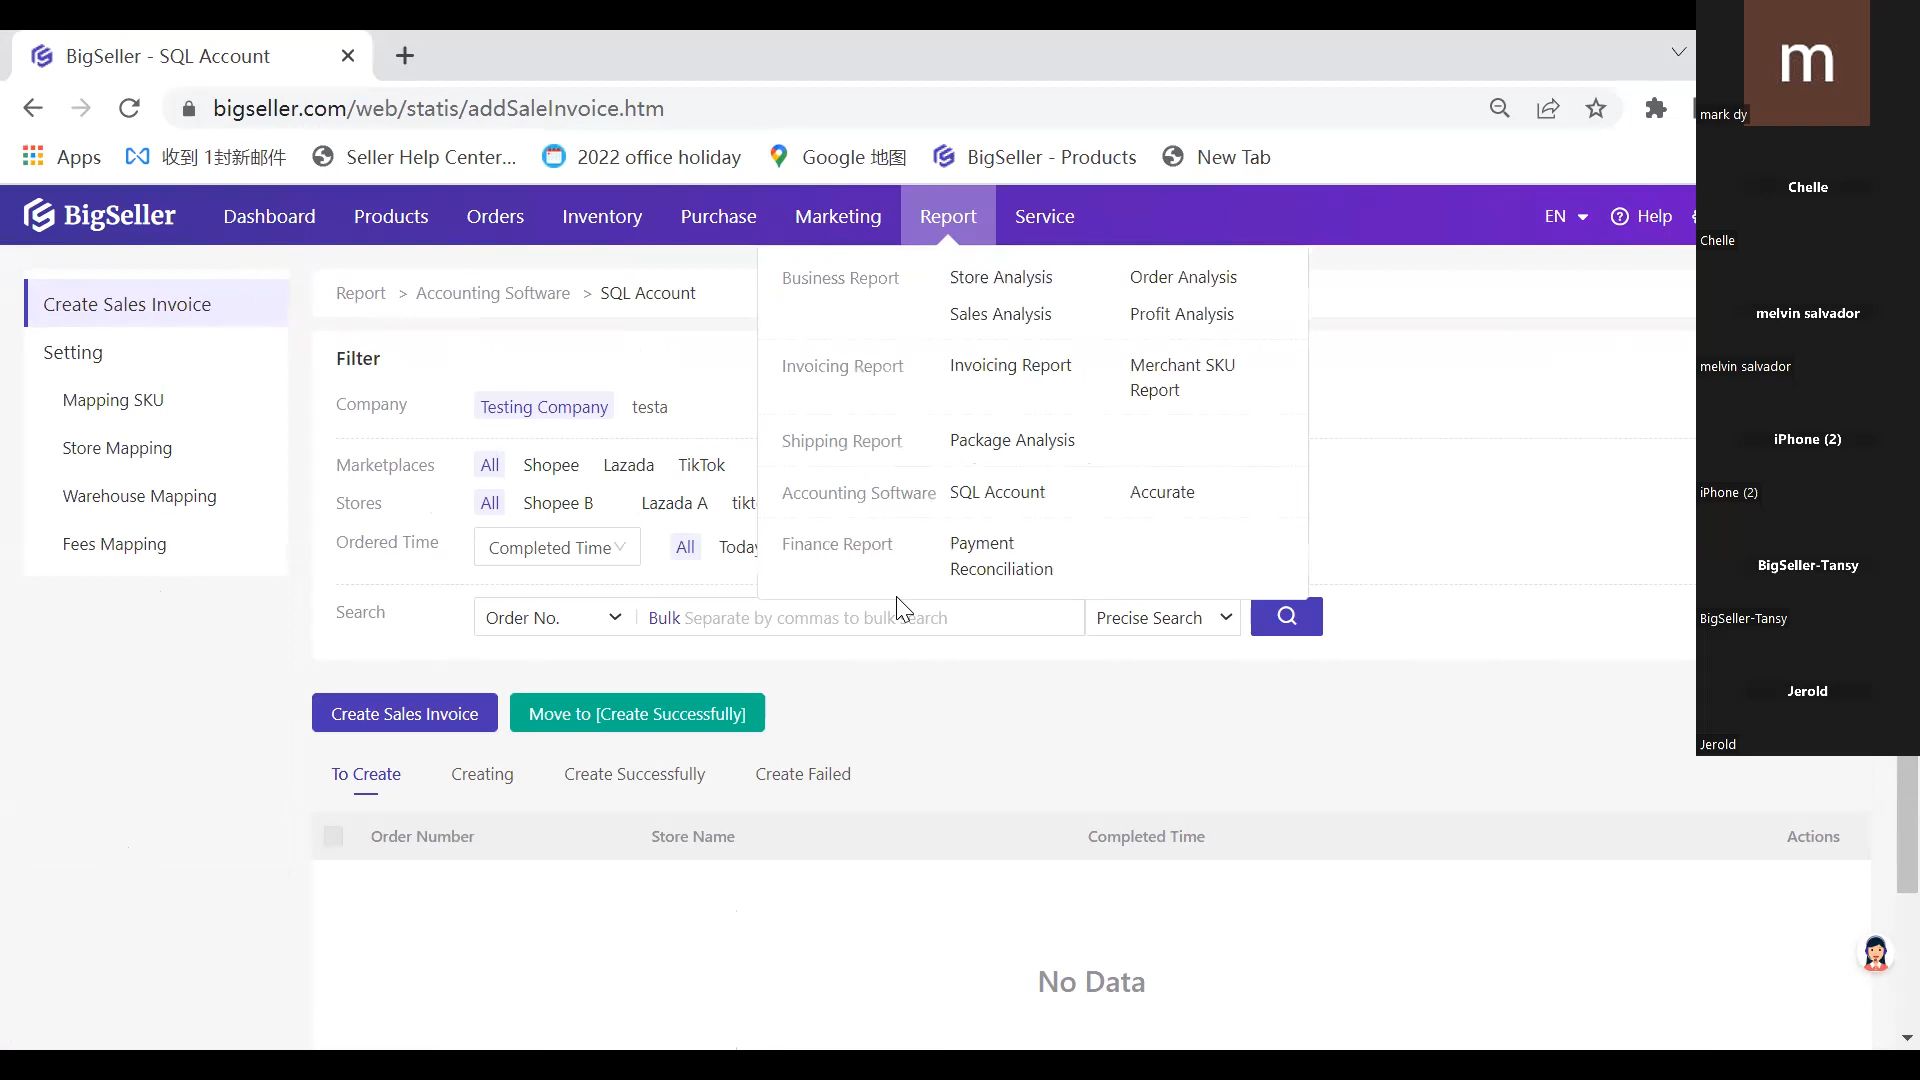 BigSeller - SQL Account
bigseller.com/web/statis/addSaleInvoice.htm
Apps 收到 1封新邮件 Seller Help Center... 2022 office holiday Google 地图 BigSeller - Products New Tab
BigSeller Dashboard Products Orders Inventory Purchase Marketing Report Service EN Help
Create Sales Invoice
Setting
Mapping SKU
Store Mapping
Warehouse Mapping
Fees Mapping
Report > Accounting Software > SQL Account
Filter
Company Testing Company testa
Marketplaces All Shopee Lazada TikTok
Stores All Shopee B Lazada A tikt
Ordered Time Completed Time All Today
Search Order No. Bulk Separate by commas to bulk search Precise Search
Business Report Store Analysis Order Analysis
Sales Analysis Profit Analysis
Invoicing Report Invoicing Report Merchant SKU
Report
Shipping Report Package Analysis
Accounting Software SQL Account Accurate
Finance Report Payment
Reconciliation
Create Sales Invoice Move to [Create Successfully]
To Create Creating Create Successfully Create Failed
Order Number Store Name Completed Time Actions
No Data
m
mark dy
Chelle
Chelle
melvin salvador
melvin salvador
iPhone (2)
iPhone (2)
BigSeller-Tansy
BigSeller-Tansy
Jerold
Jerold